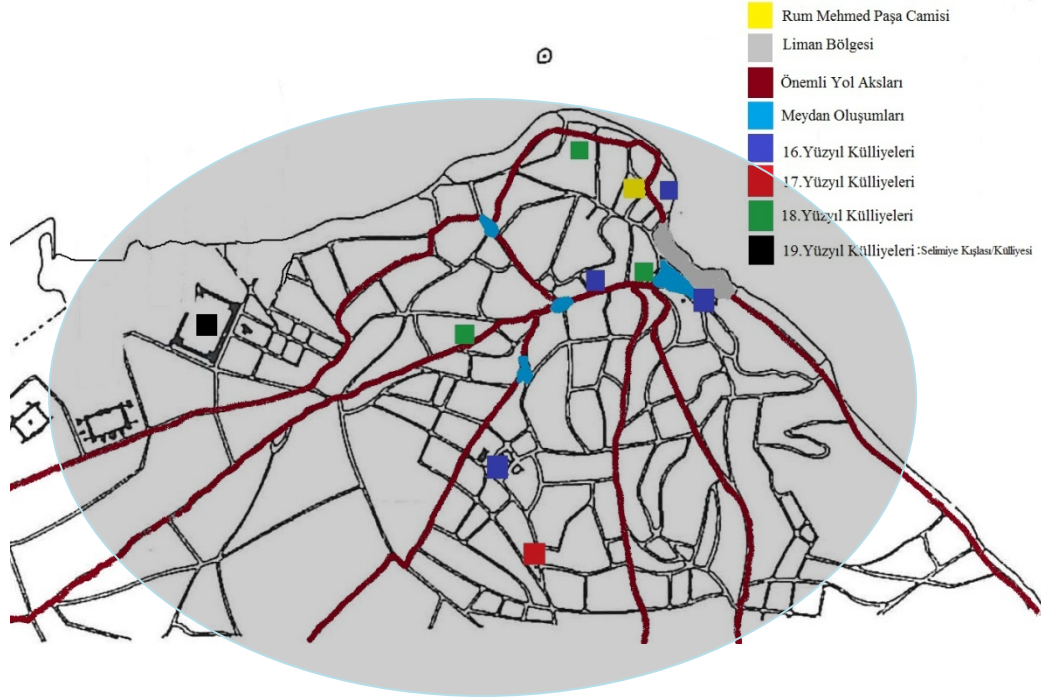 Rum Mehmed Paşa Camisi
Liman Bölgesi
Önemli Yol Aksları
Meydan Oluşumları
16.Yüzyıl Külliyeleri
17.Yüzyıl Külliyeleri
18.Yüzyıl Külliyeleri
19.Yüzyıl Külliyeleri :Selimiye Kışlası/Külliyesi